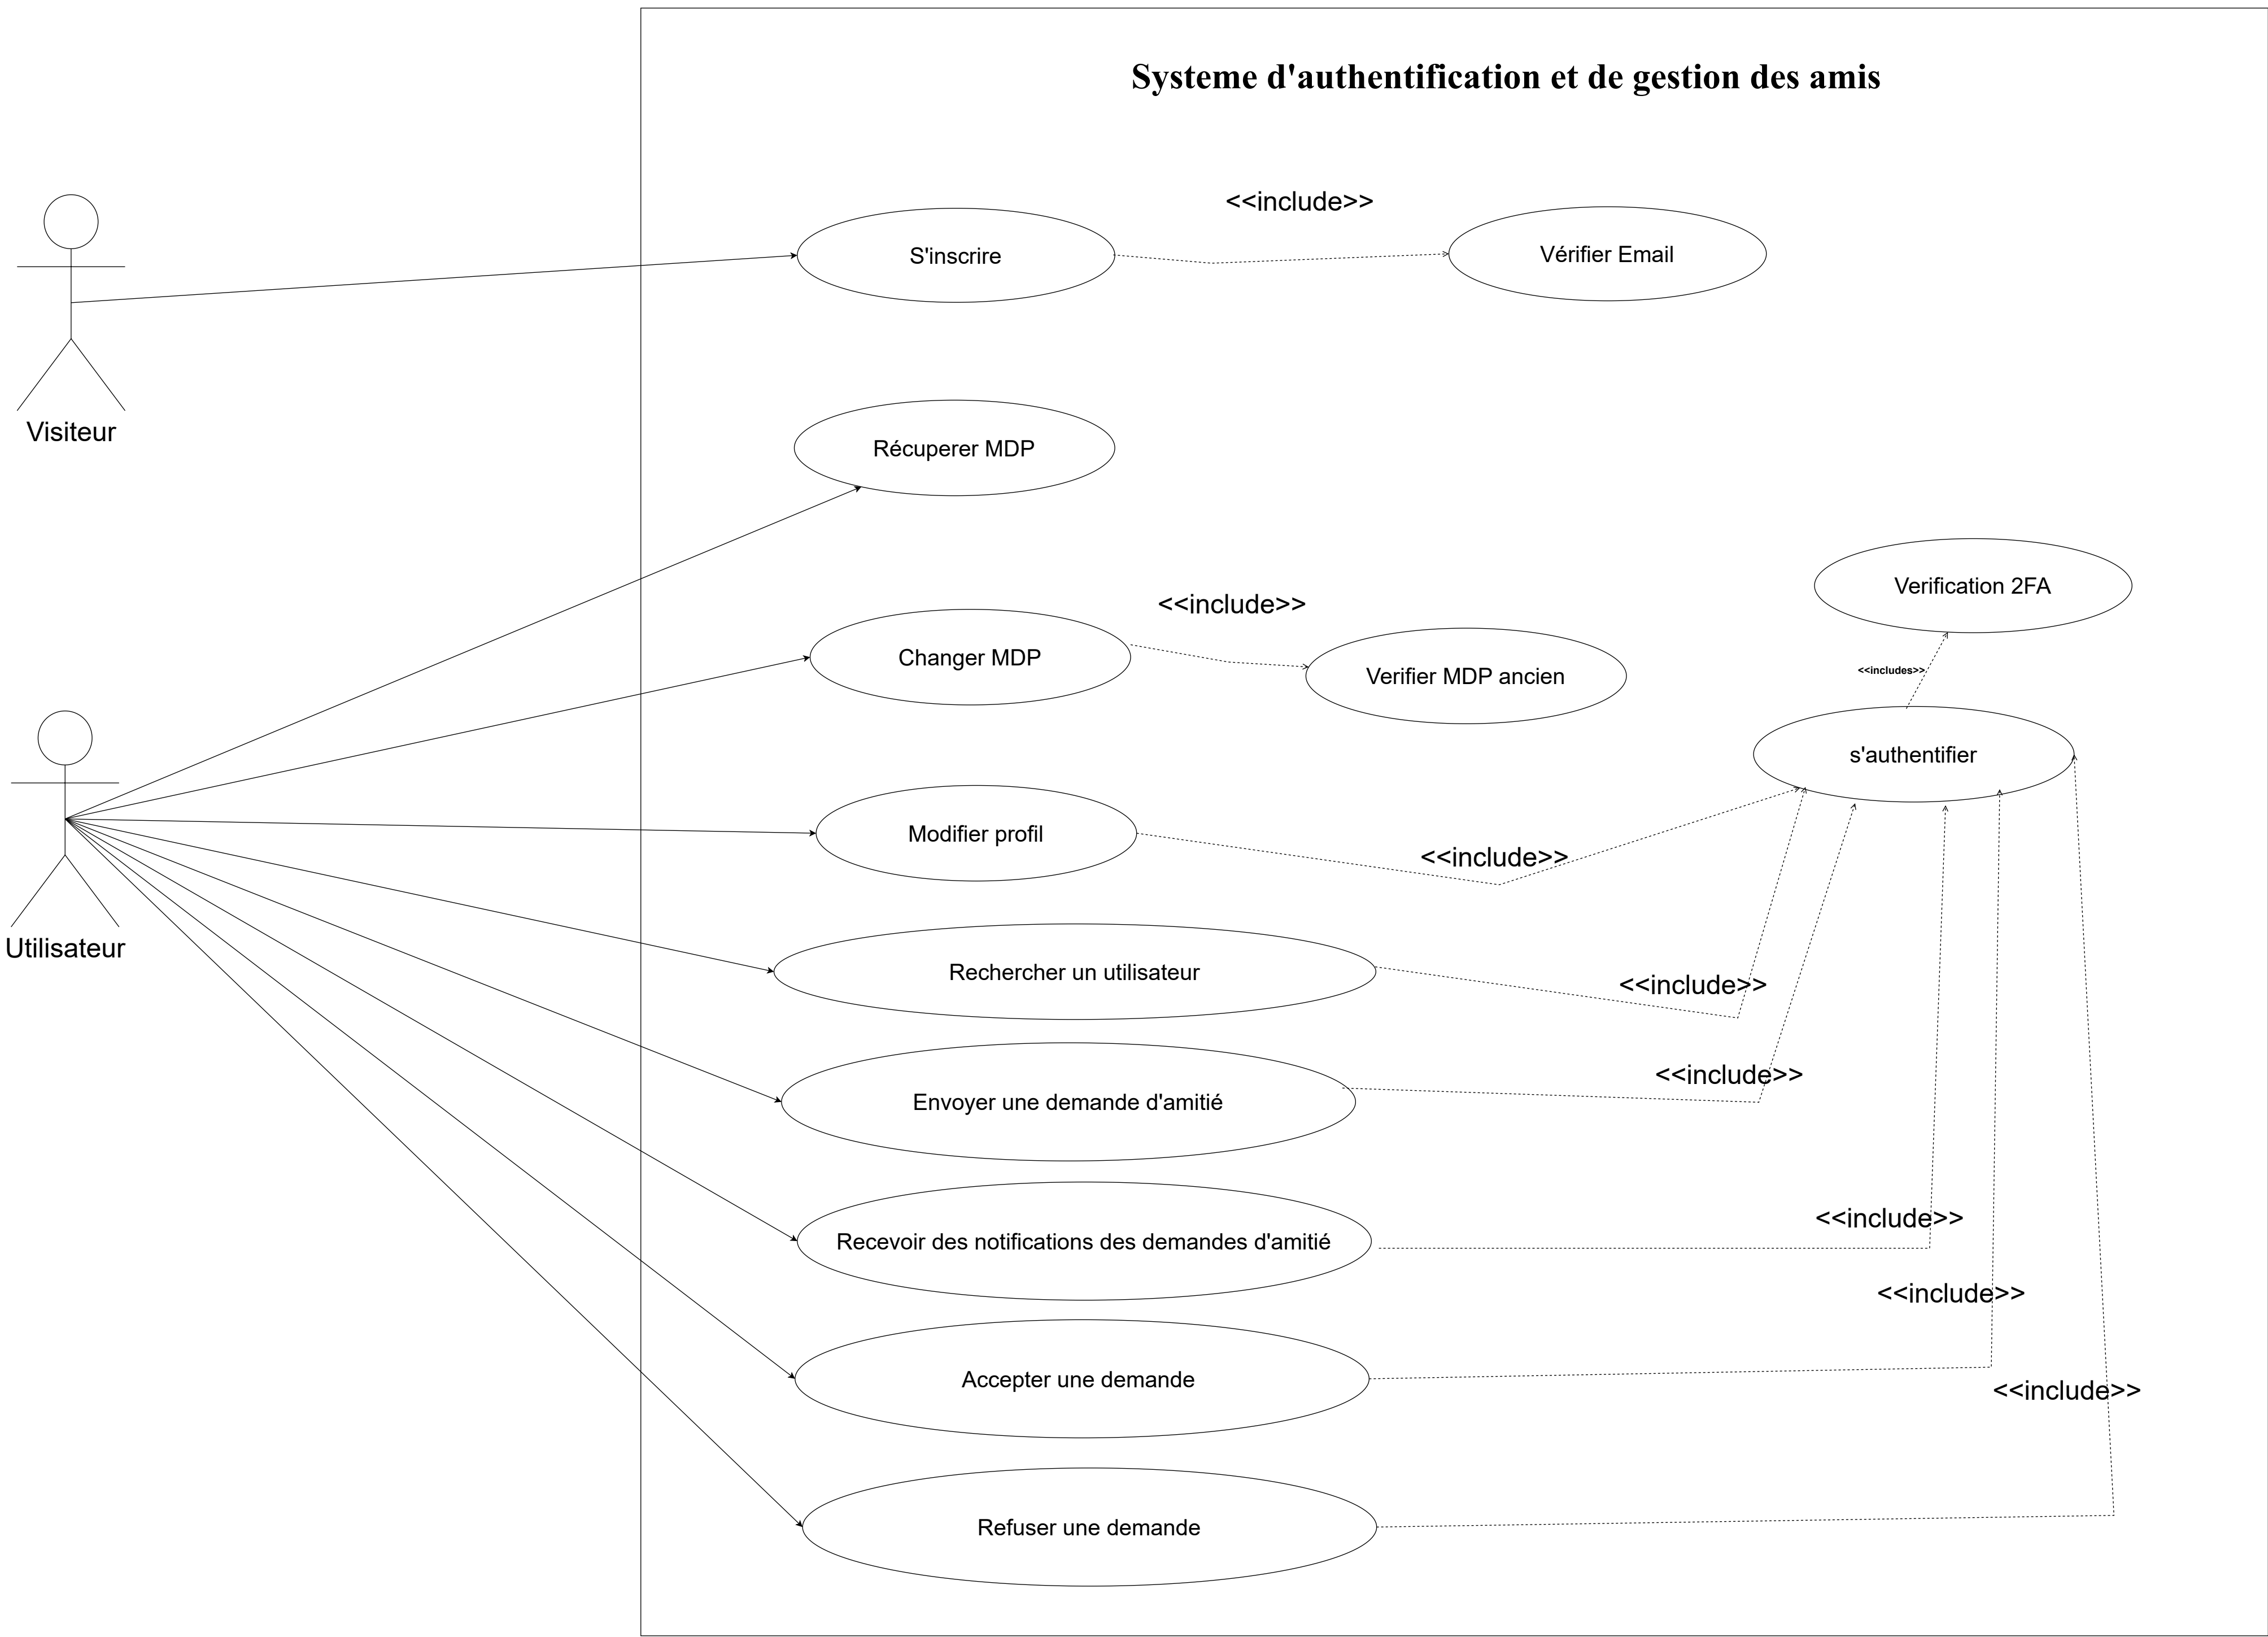 Systeme d'authentification et de gestion des amis
<<include>>
S'inscrire
Vérifier Email
Visiteur
Récuperer MDP
Verification 2FA
<<include>>
Changer MDP
Verifier MDP ancien
<<includes>>
s'authentifier
Modifier profil
<<include>>
Utilisateur
Rechercher un utilisateur
<<include>>
<<include>>
Envoyer une demande d'amitié
<<include>>
Recevoir des notifications des demandes d'amitié
<<include>>
Accepter une demande
<<include>>
Refuser une demande